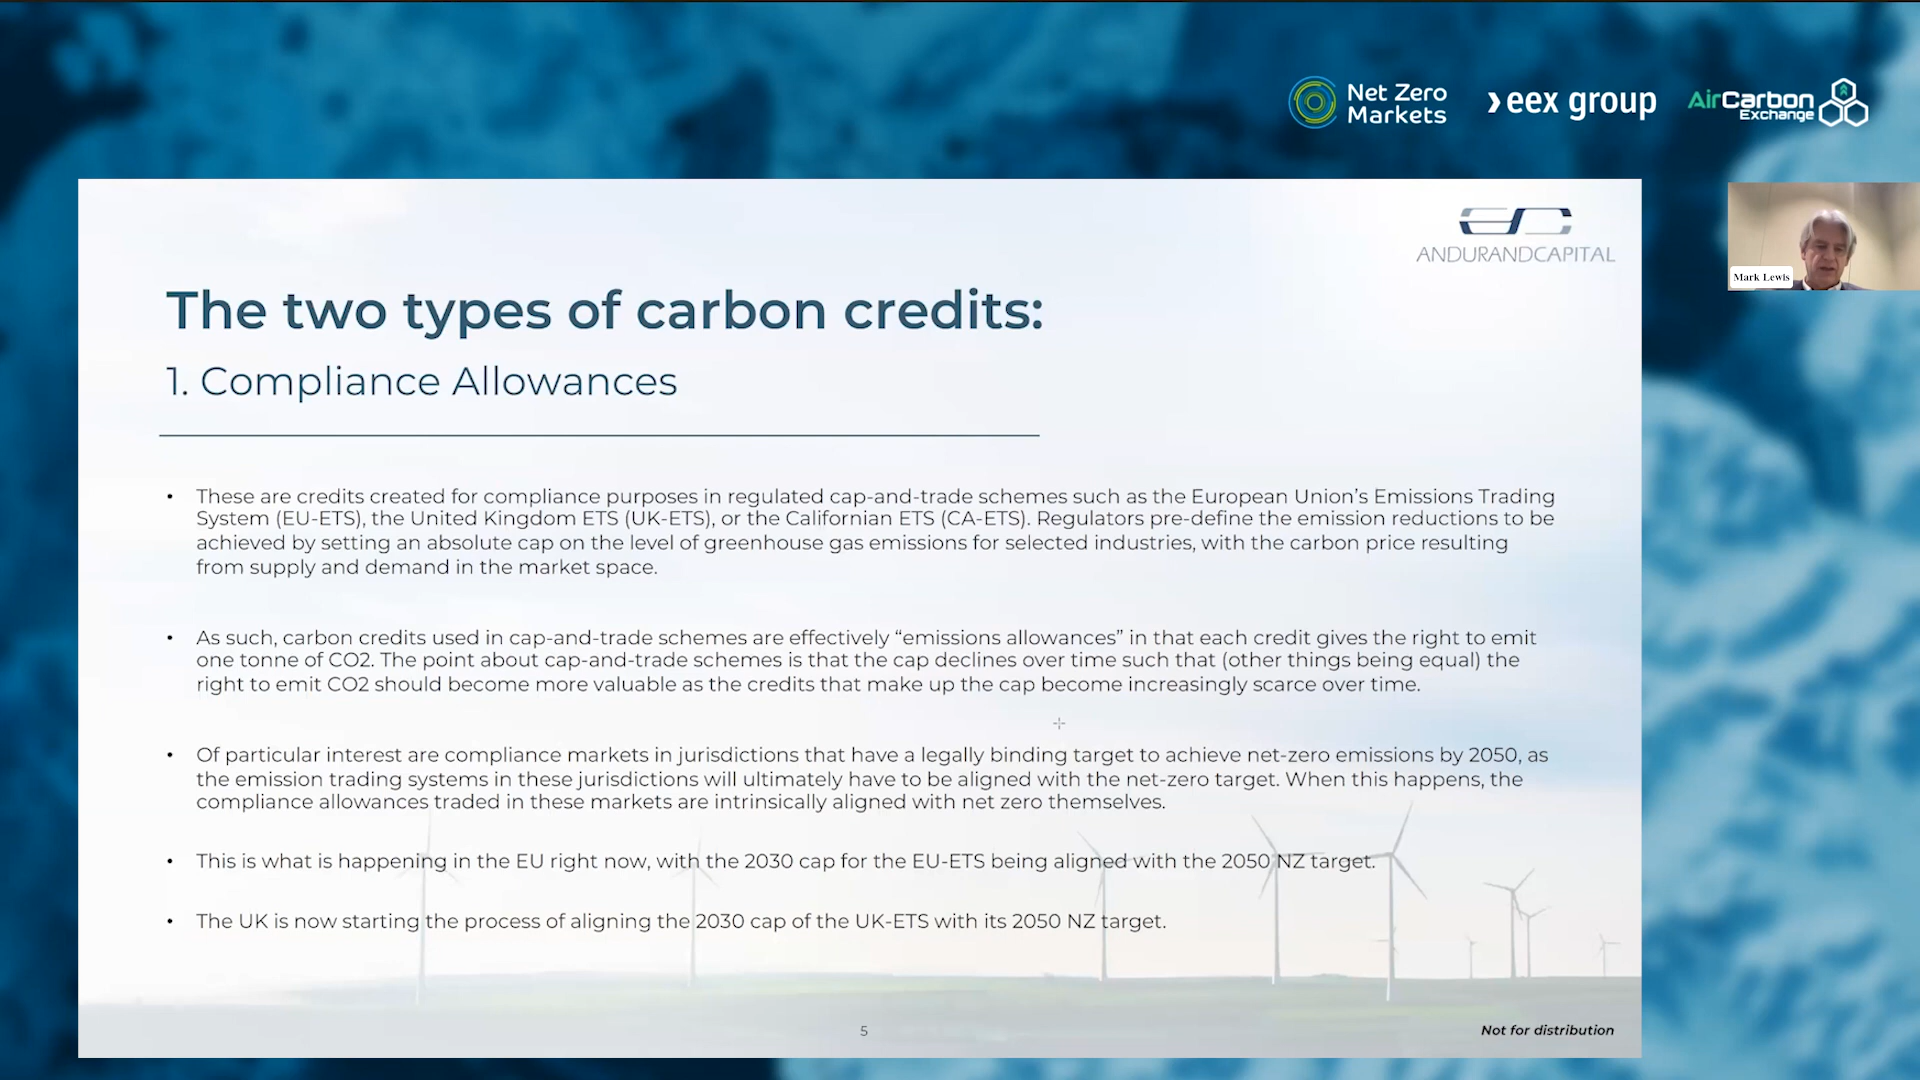 Net Zero
Markets
eex group
AirCarbon
Exchange
ANDURANDCAPITAL
Mark Lewis
The two types of carbon credits:
1. Compliance Allowances
• These are credits created for compliance purposes in regulated cap-and-trade schemes such as the European Union’s Emissions Trading
System (EU-ETS), the United Kingdom ETS (UK-ETS), or the Californian ETS (CA-ETS). Regulators pre-define the emission reductions to be
achieved by setting an absolute cap on the level of greenhouse gas emissions for selected industries, with the carbon price resulting
from supply and demand in the market space.
• As such, carbon credits used in cap-and-trade schemes are effectively “emissions allowances” in that each credit gives the right to emit
one tonne of CO2. The point about cap-and-trade schemes is that the cap declines over time such that (other things being equal) the
right to emit CO2 should become more valuable as the credits that make up the cap become increasingly scarce over time.
• Of particular interest are compliance markets in jurisdictions that have a legally binding target to achieve net-zero emissions by 2050, as
the emission trading systems in these jurisdictions will ultimately have to be aligned with the net-zero target. When this happens, the
compliance allowances traded in these markets are intrinsically aligned with net zero themselves.
• This is what is happening in the EU right now, with the 2030 cap for the EU-ETS being aligned with the 2050 NZ target.
• The UK is now starting the process of aligning the 2030 cap of the UK-ETS with its 2050 NZ target.
5
Not for distribution